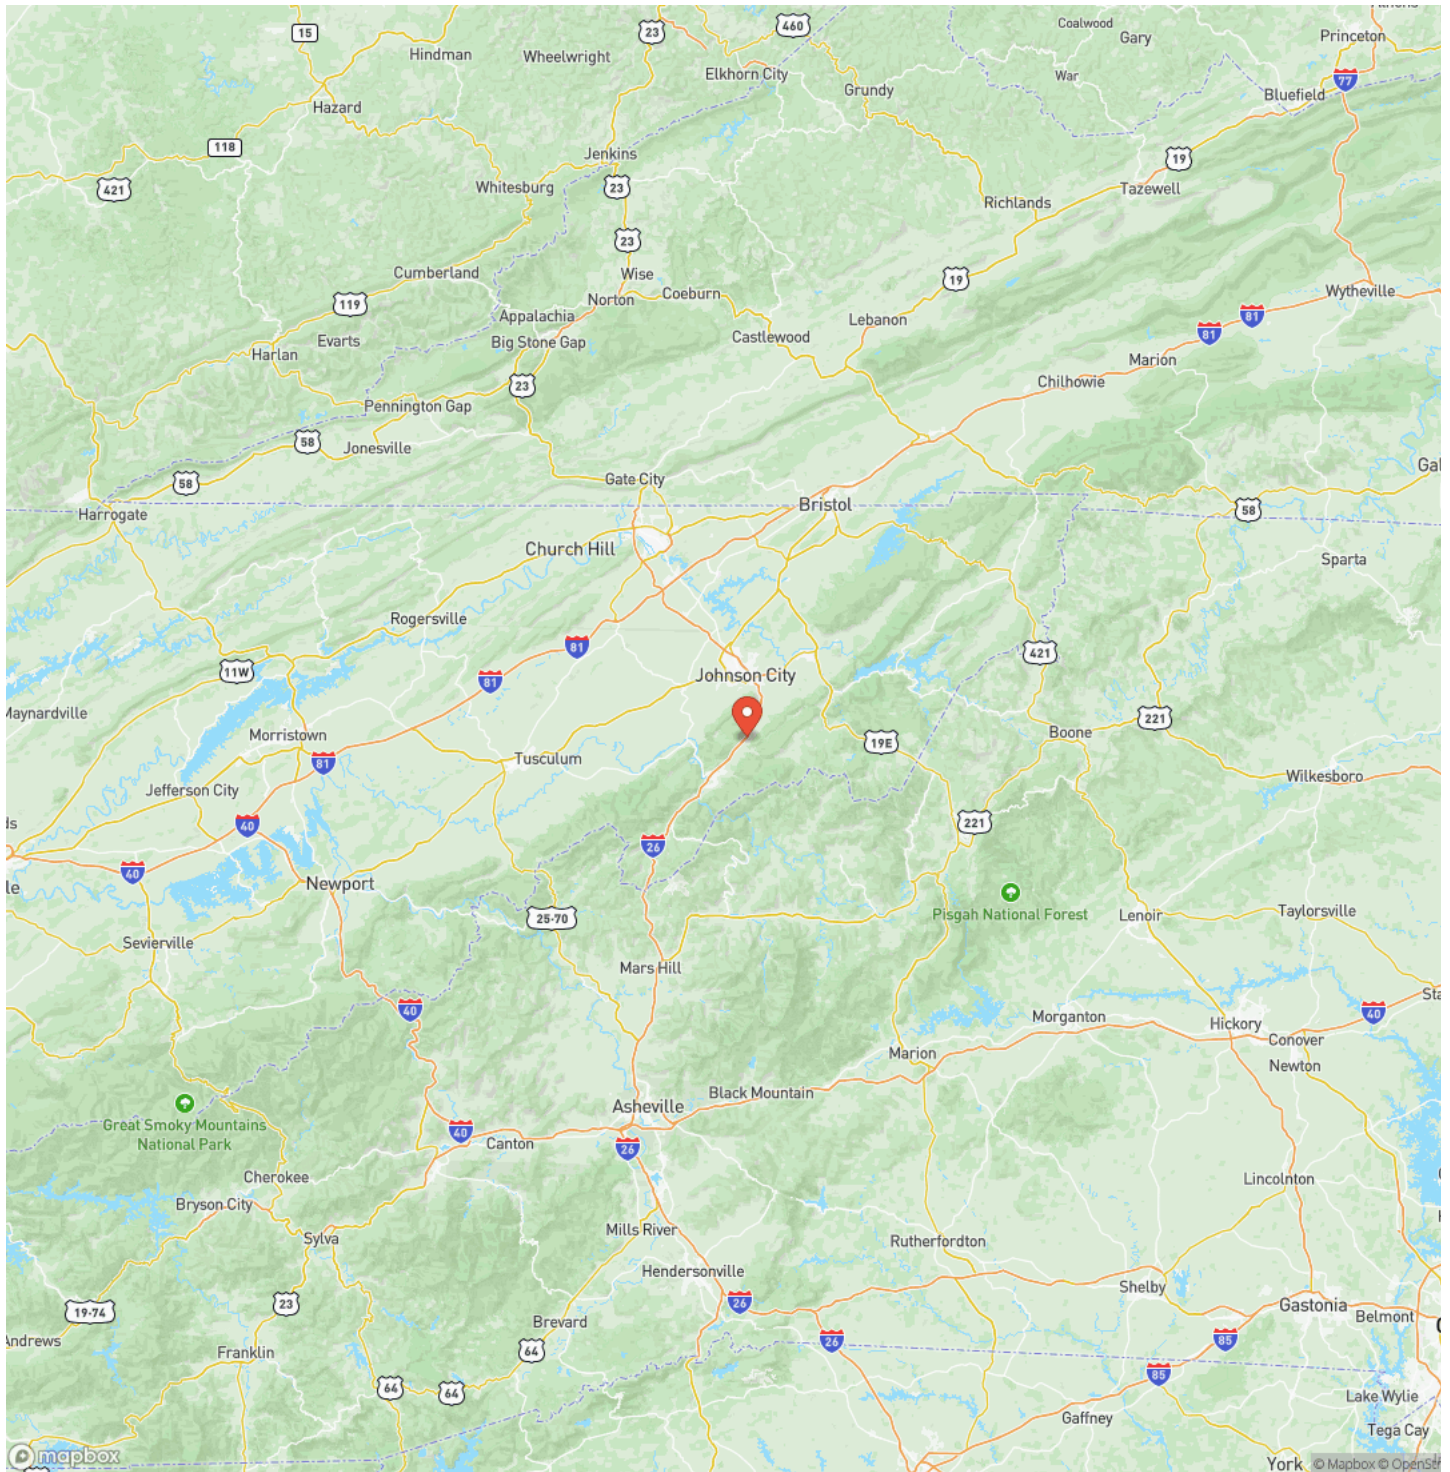 Coalwood
15
23
460
Gary
Princeton
Hindman
Wheelwright
Elkhorn City
War
77
Hazard
Grundy
Bluefield
118
Jenkins
19
421
Whitesburg
23
Tazewell
Richlands
23
Cumberland
Wise
19
119
Norton
Coeburn
Wytheville
Appalachia
Lebanon
81
Evarts
Big Stone Gap
Castlewood
81
Harlan
Marion
23
Chilhowie
Pennington Gap
58
Jonesville
Gal
58
Gate City
Harrogate
Bristol
58
Church Hill
Sparta
Rogersville
81
421
11W
81
Johnson City
Maynardville
221
Morristown
19E
Boone
81
Tusculum
Wilkesboro
Jefferson City
40
221
ds
26
40
le
Newport
25-70
Pisgah National Forest
Lenoir
Taylorsville
Sevierville
Mars Hill
40
Sta
40
Morganton
Hickory
Conover
Marion
Newton
Black Mountain
Asheville
Great Smoky Mountains
National Park
40
Canton
26
Cherokee
Lincolnton
Bryson City
Mills River
Sylva
Rutherfordton
Hendersonville
Shelby
23
26
Gastonia
19-74
Belmont
Brevard
Andrews
26
85
Franklin
64
85
64
64
Lake Wylie
Gaffney
Tega Cay
mapbox
York
© Mapbox © OpenStr